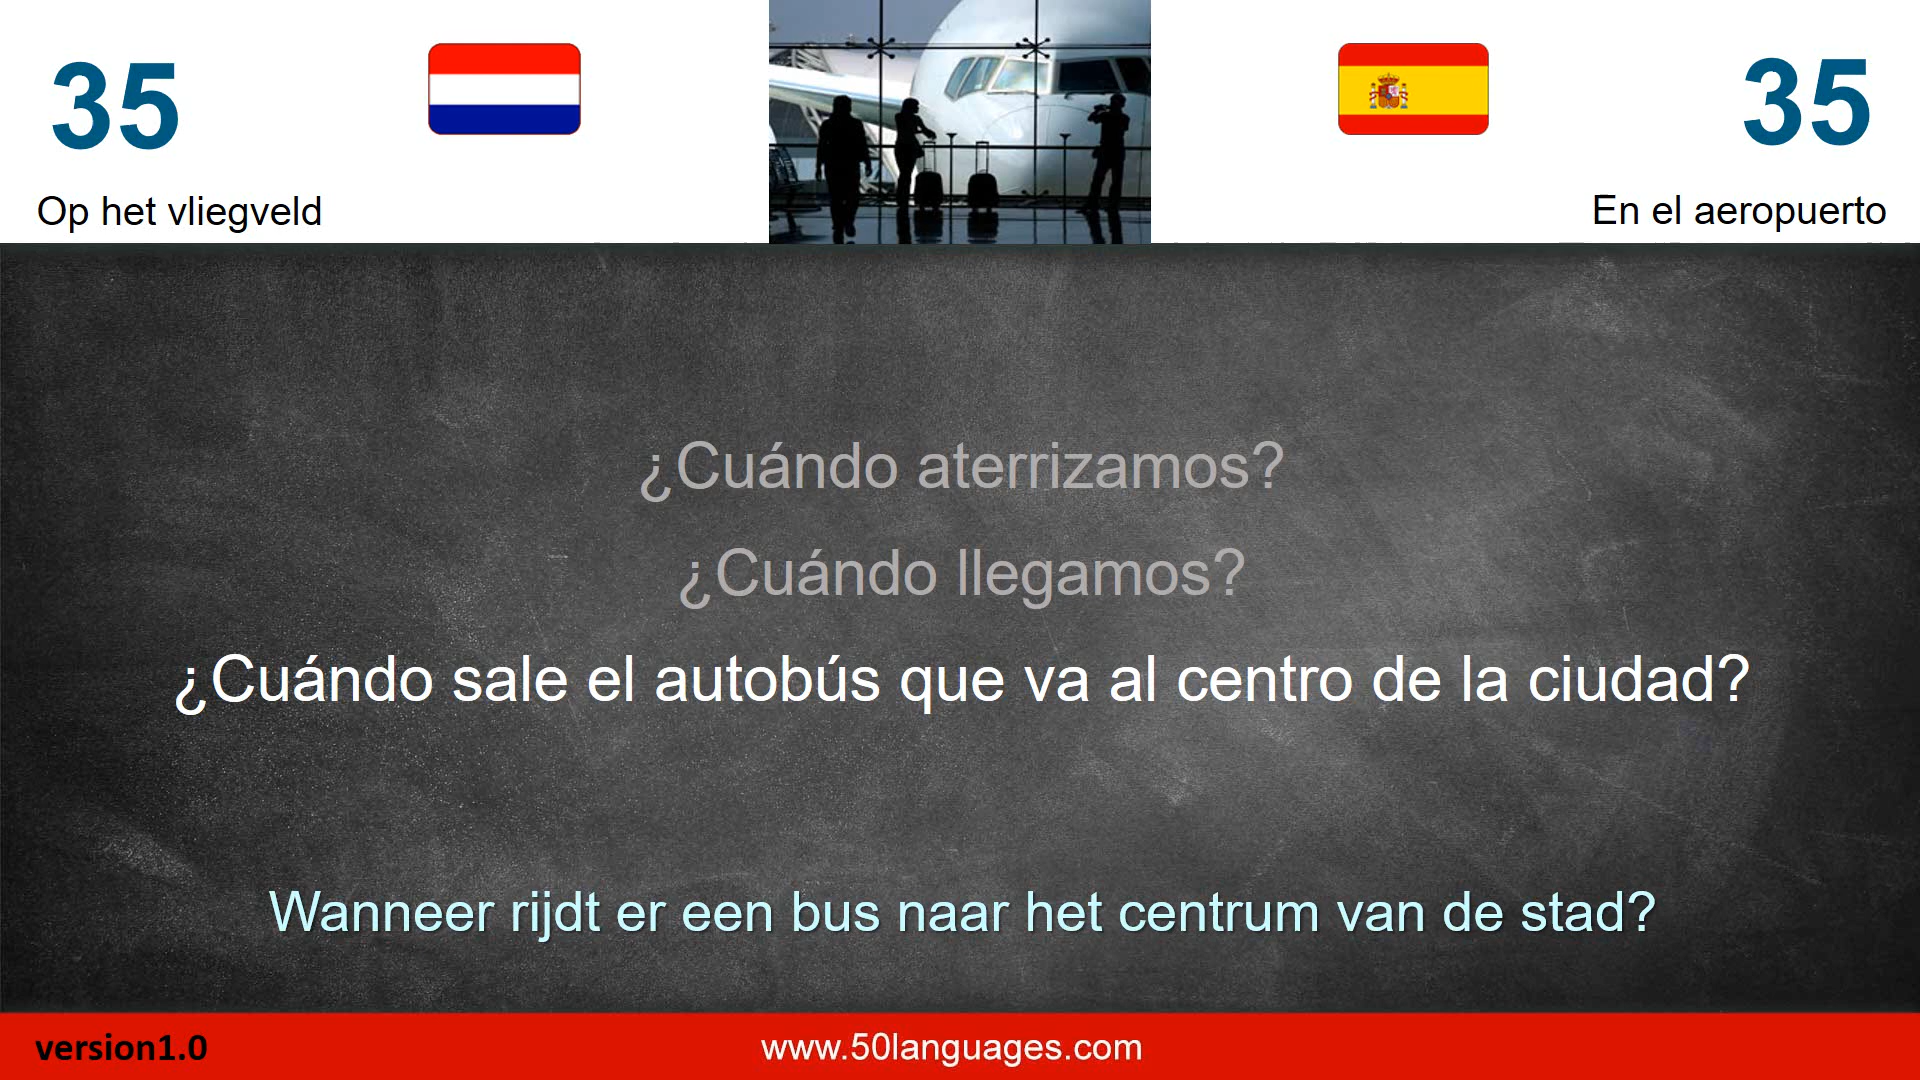 35
35
Op het vliegveld
En el aeropuerto
¿Cuándo aterrizamos?
¿Cuándo llegamos?
¿Cuándo sale el autobús que va al centro de la ciudad?
Wanneer rijdt er een bus naar het centrum van de stad?
version1.0
www.50languages.com